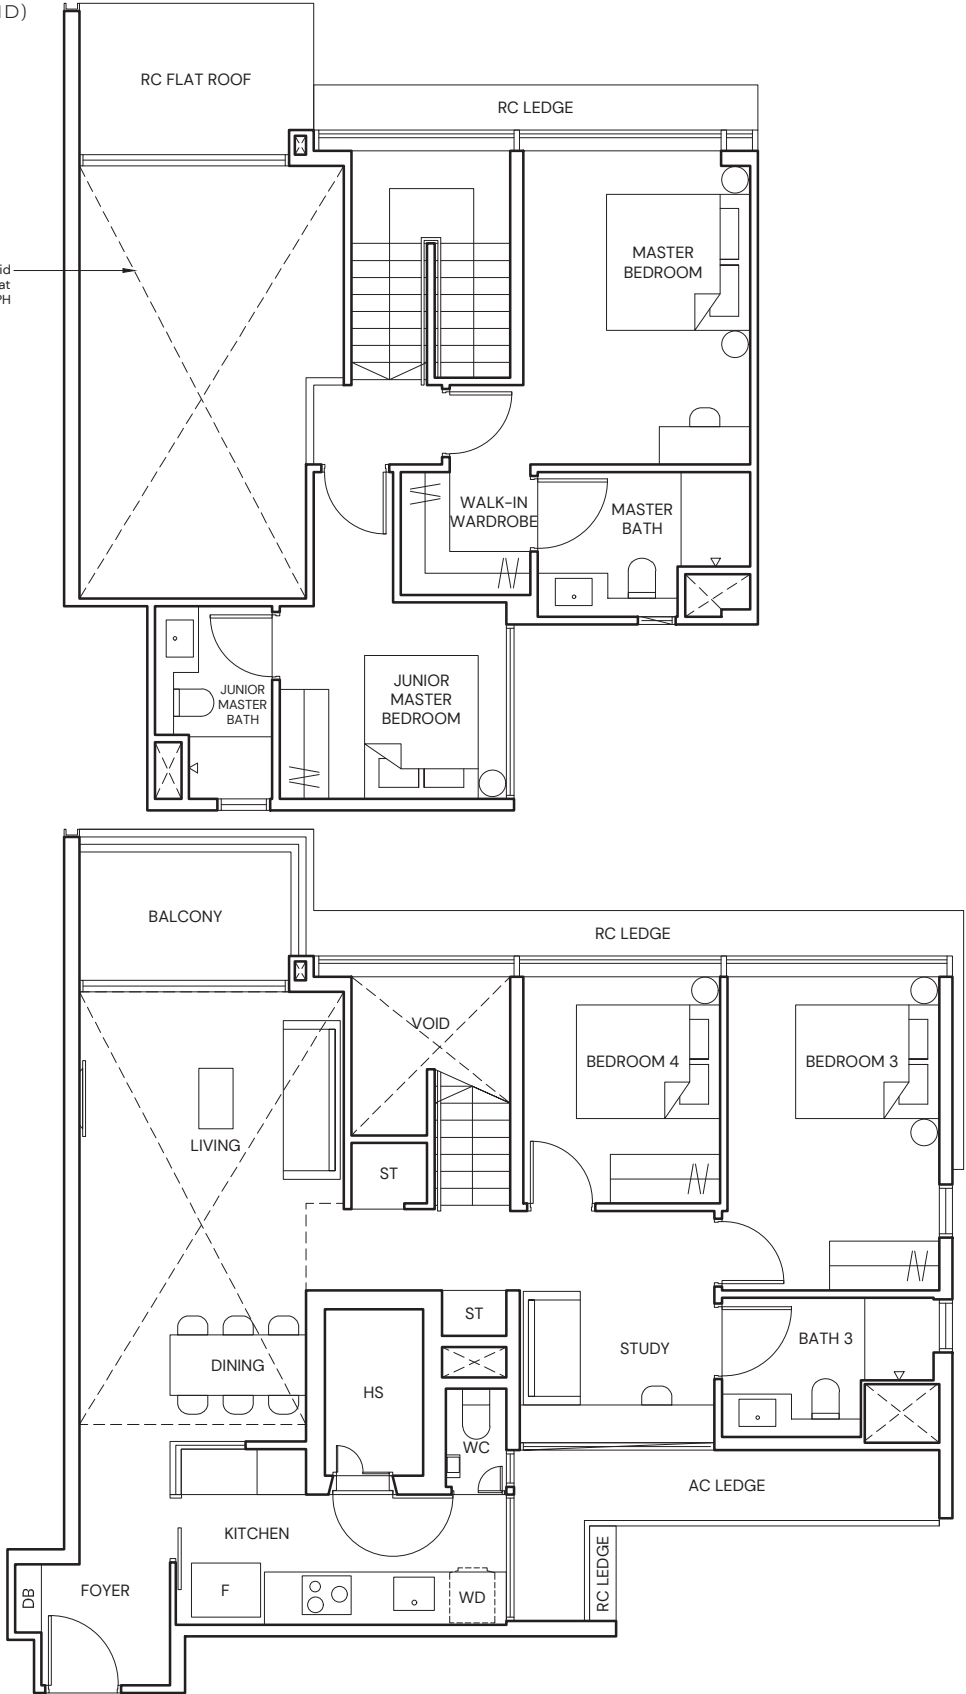 RC FLAT ROOF
RC LEDGE
MASTER
BEDROOM
WALK-IN
WARDROBE
MASTER
BATH
JUNIOR
MASTER
BATH
JUNIOR
MASTER
BEDROOM
BALCONY
RC LEDGE
VOID
BEDROOM 4
BEDROOM 3
LIVING
ST
ST
STUDY
BATH 3
DINING
HS
WC
AC LEDGE
KITCHEN
RC LEDGE
DB
FOYER
F
WD